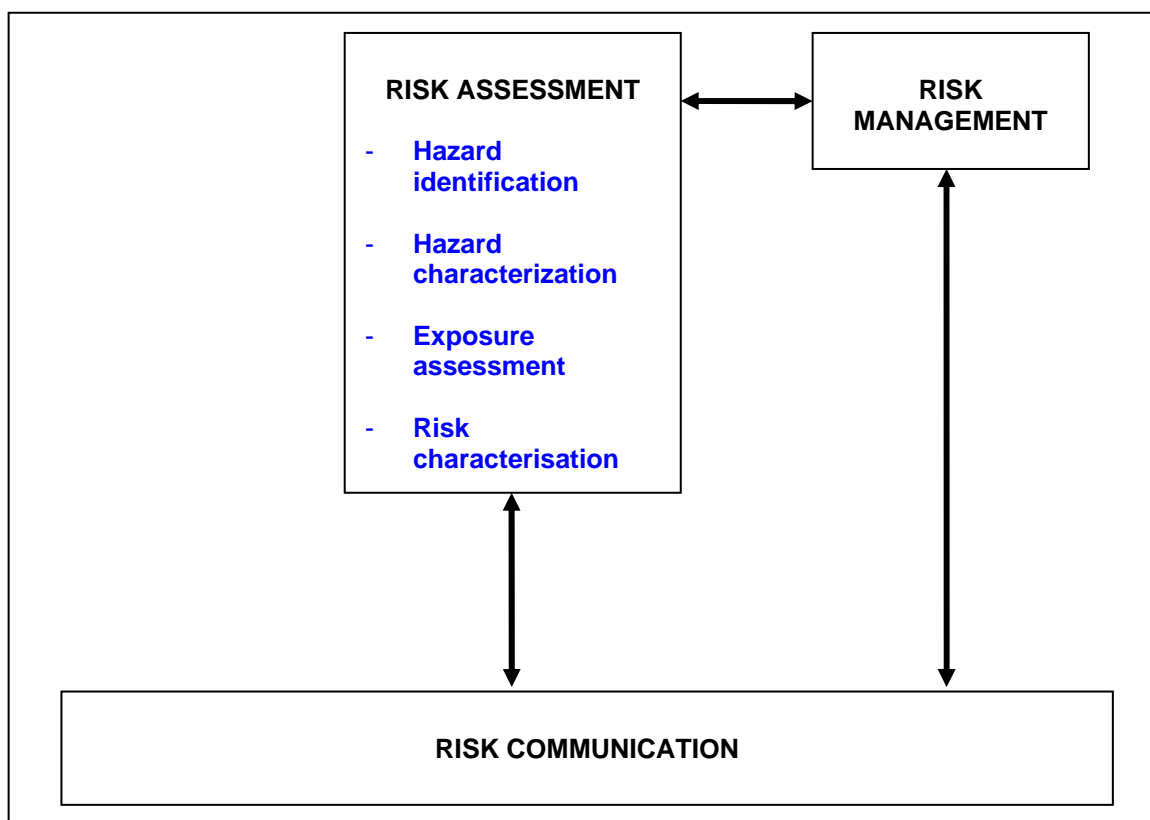 RISK ASSESSMENT
- Hazard
identification
- Hazard
characterization
- Exposure
assessment
- Risk
characterisation
RISK
MANAGEMENT
RISK COMMUNICATION